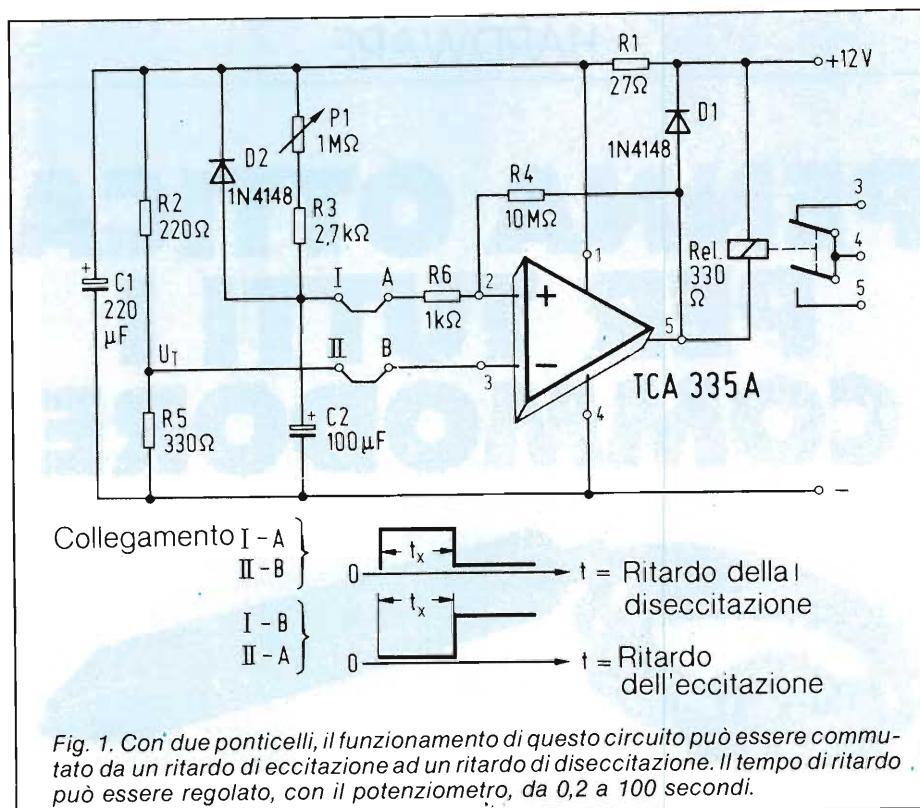 R1
27Ω
+12V
P1
1MΩ
D2
1N4148
D1
1N4148
R4
10MΩ
R2
220Ω
R3
2,7kΩ
3
4
5
Rel.
330
Ω
1
I
A
R6
1kΩ
2
+
C1
220
µF
+
5
UT
II
B
3
−
TCA 335A
R5
330Ω
+
C2
100µF
4
−
Collegamento I-A
II-B
0
tx
t = Ritardo della
diseccitazione
I-B
II-A
0
tx
t = Ritardo
dell'eccitazione
Fig. 1. Con due ponticelli, il funzionamento di questo circuito può essere commu-
tato da un ritardo di eccitazione ad un ritardo di diseccitazione. Il tempo di ritardo
può essere regolato, con il potenziometro, da 0,2 a 100 secondi.